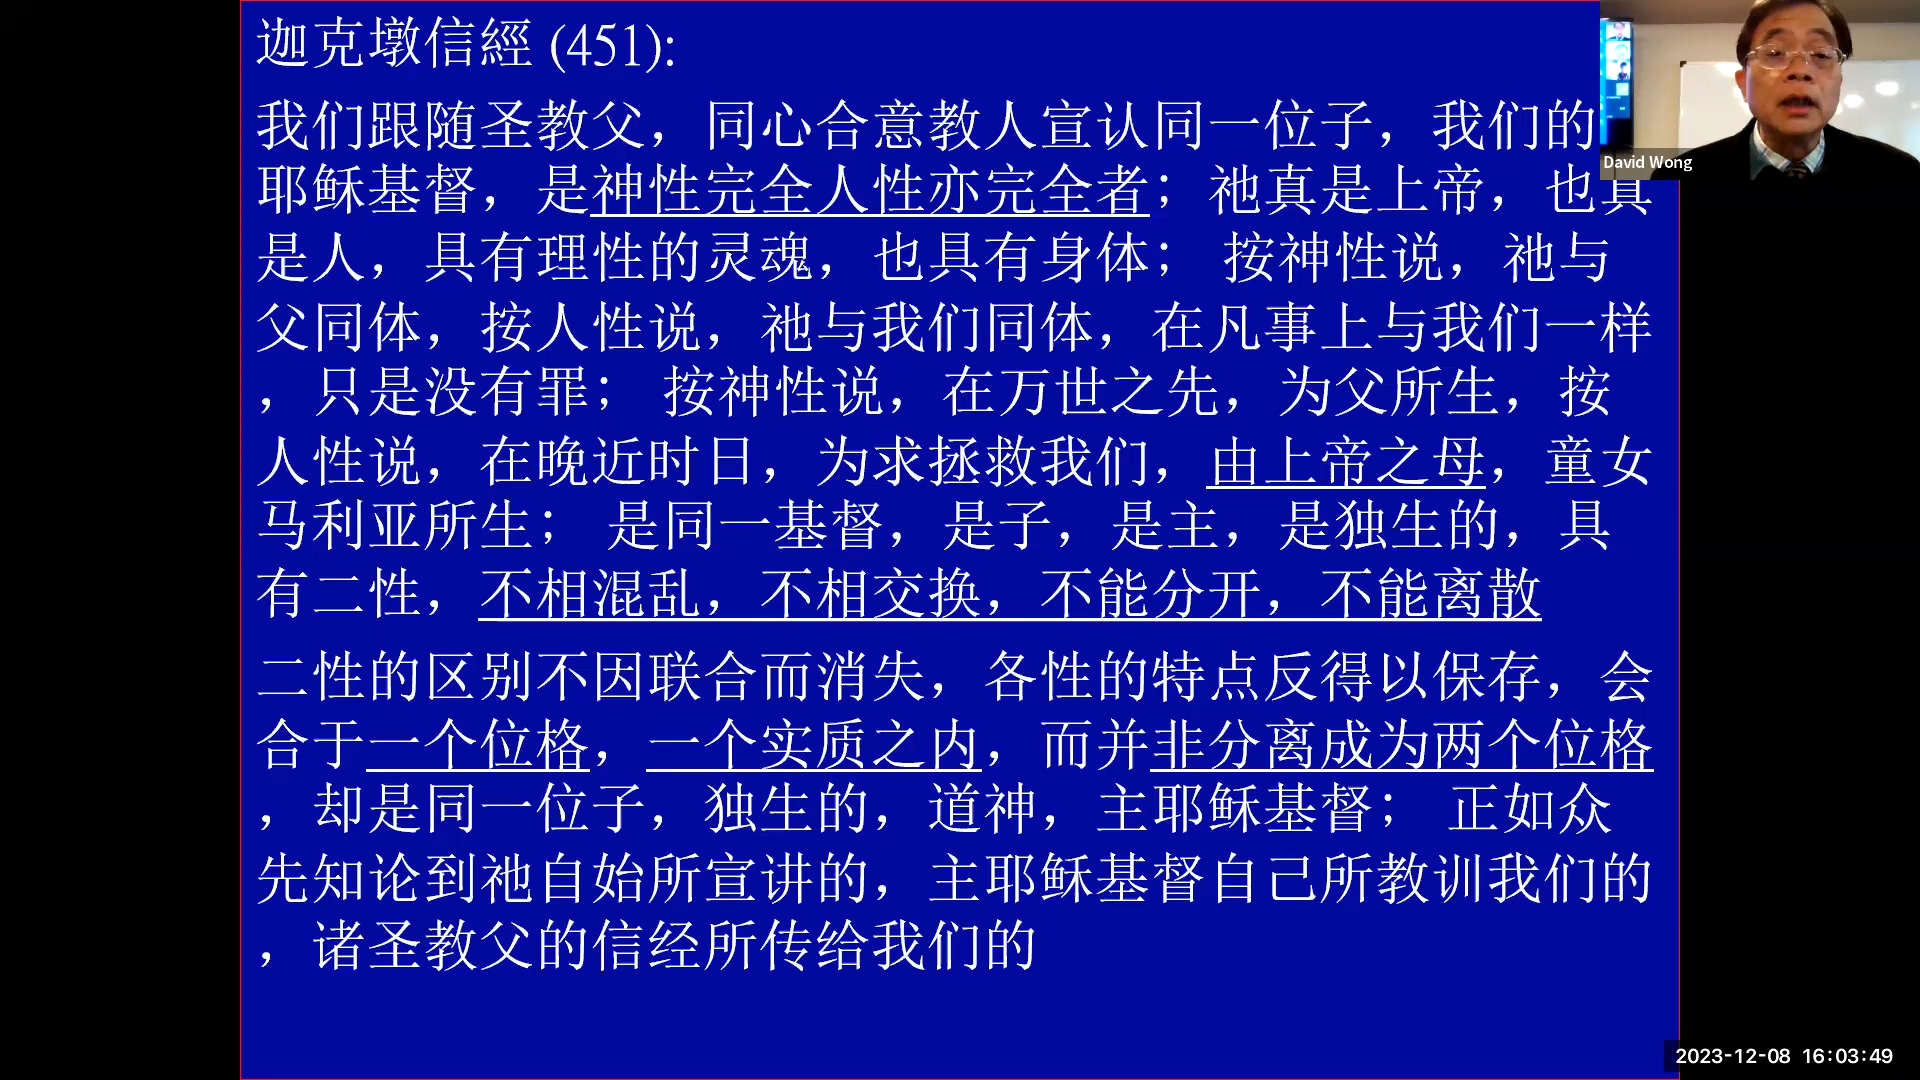 迦克墩信經 (451):
我们跟随圣教父，同心合意教人宣认同一位子，我们的
耶稣基督，是神性完全人性亦完全者； 祂真是上帝，也真
是人，具有理性的灵魂，也具有身体； 按神性说，祂与
父同体，按人性说，祂与我们同体，在凡事上与我们一样
，只是没有罪； 按神性说，在万世之先，为父所生，按
人性说，在晚近时日，为求拯救我们，由上帝之母，童女
马利亚所生； 是同一基督，是子，是主，是独生的，具
有二性，不相混乱，不相交换，不能分开，不能离散
二性的区别不因联合而消失，各性的特点反得以保存，会
合于一个位格，一个实质之内，而并非分离成为两个位格
，却是同一位子，独生的，道神，主耶稣基督； 正如众
先知论到祂自始所宣讲的，主耶稣基督自己所教训我们的
，诸圣教父的信经所传给我们的
David Wong
2023-12-08 16:03:49